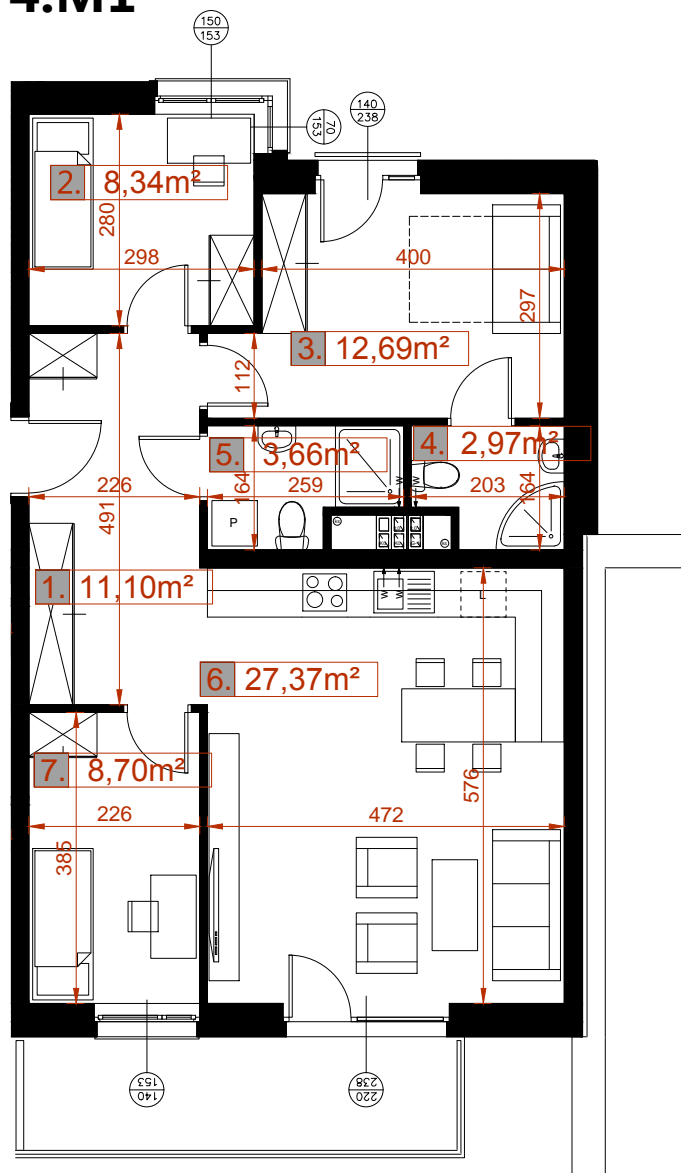 4.M1
150
153
70
153
140
238
2. 8,34m²
280
298
400
297
3. 12,69m²
112
5. 3,66m²
4. 2,97m²
226
491
164
259
203
164
P
W
W
1. 11,10m²
W
W
L
6. 27,37m²
7. 8,70m²
226
385
472
576
140
153
220
238